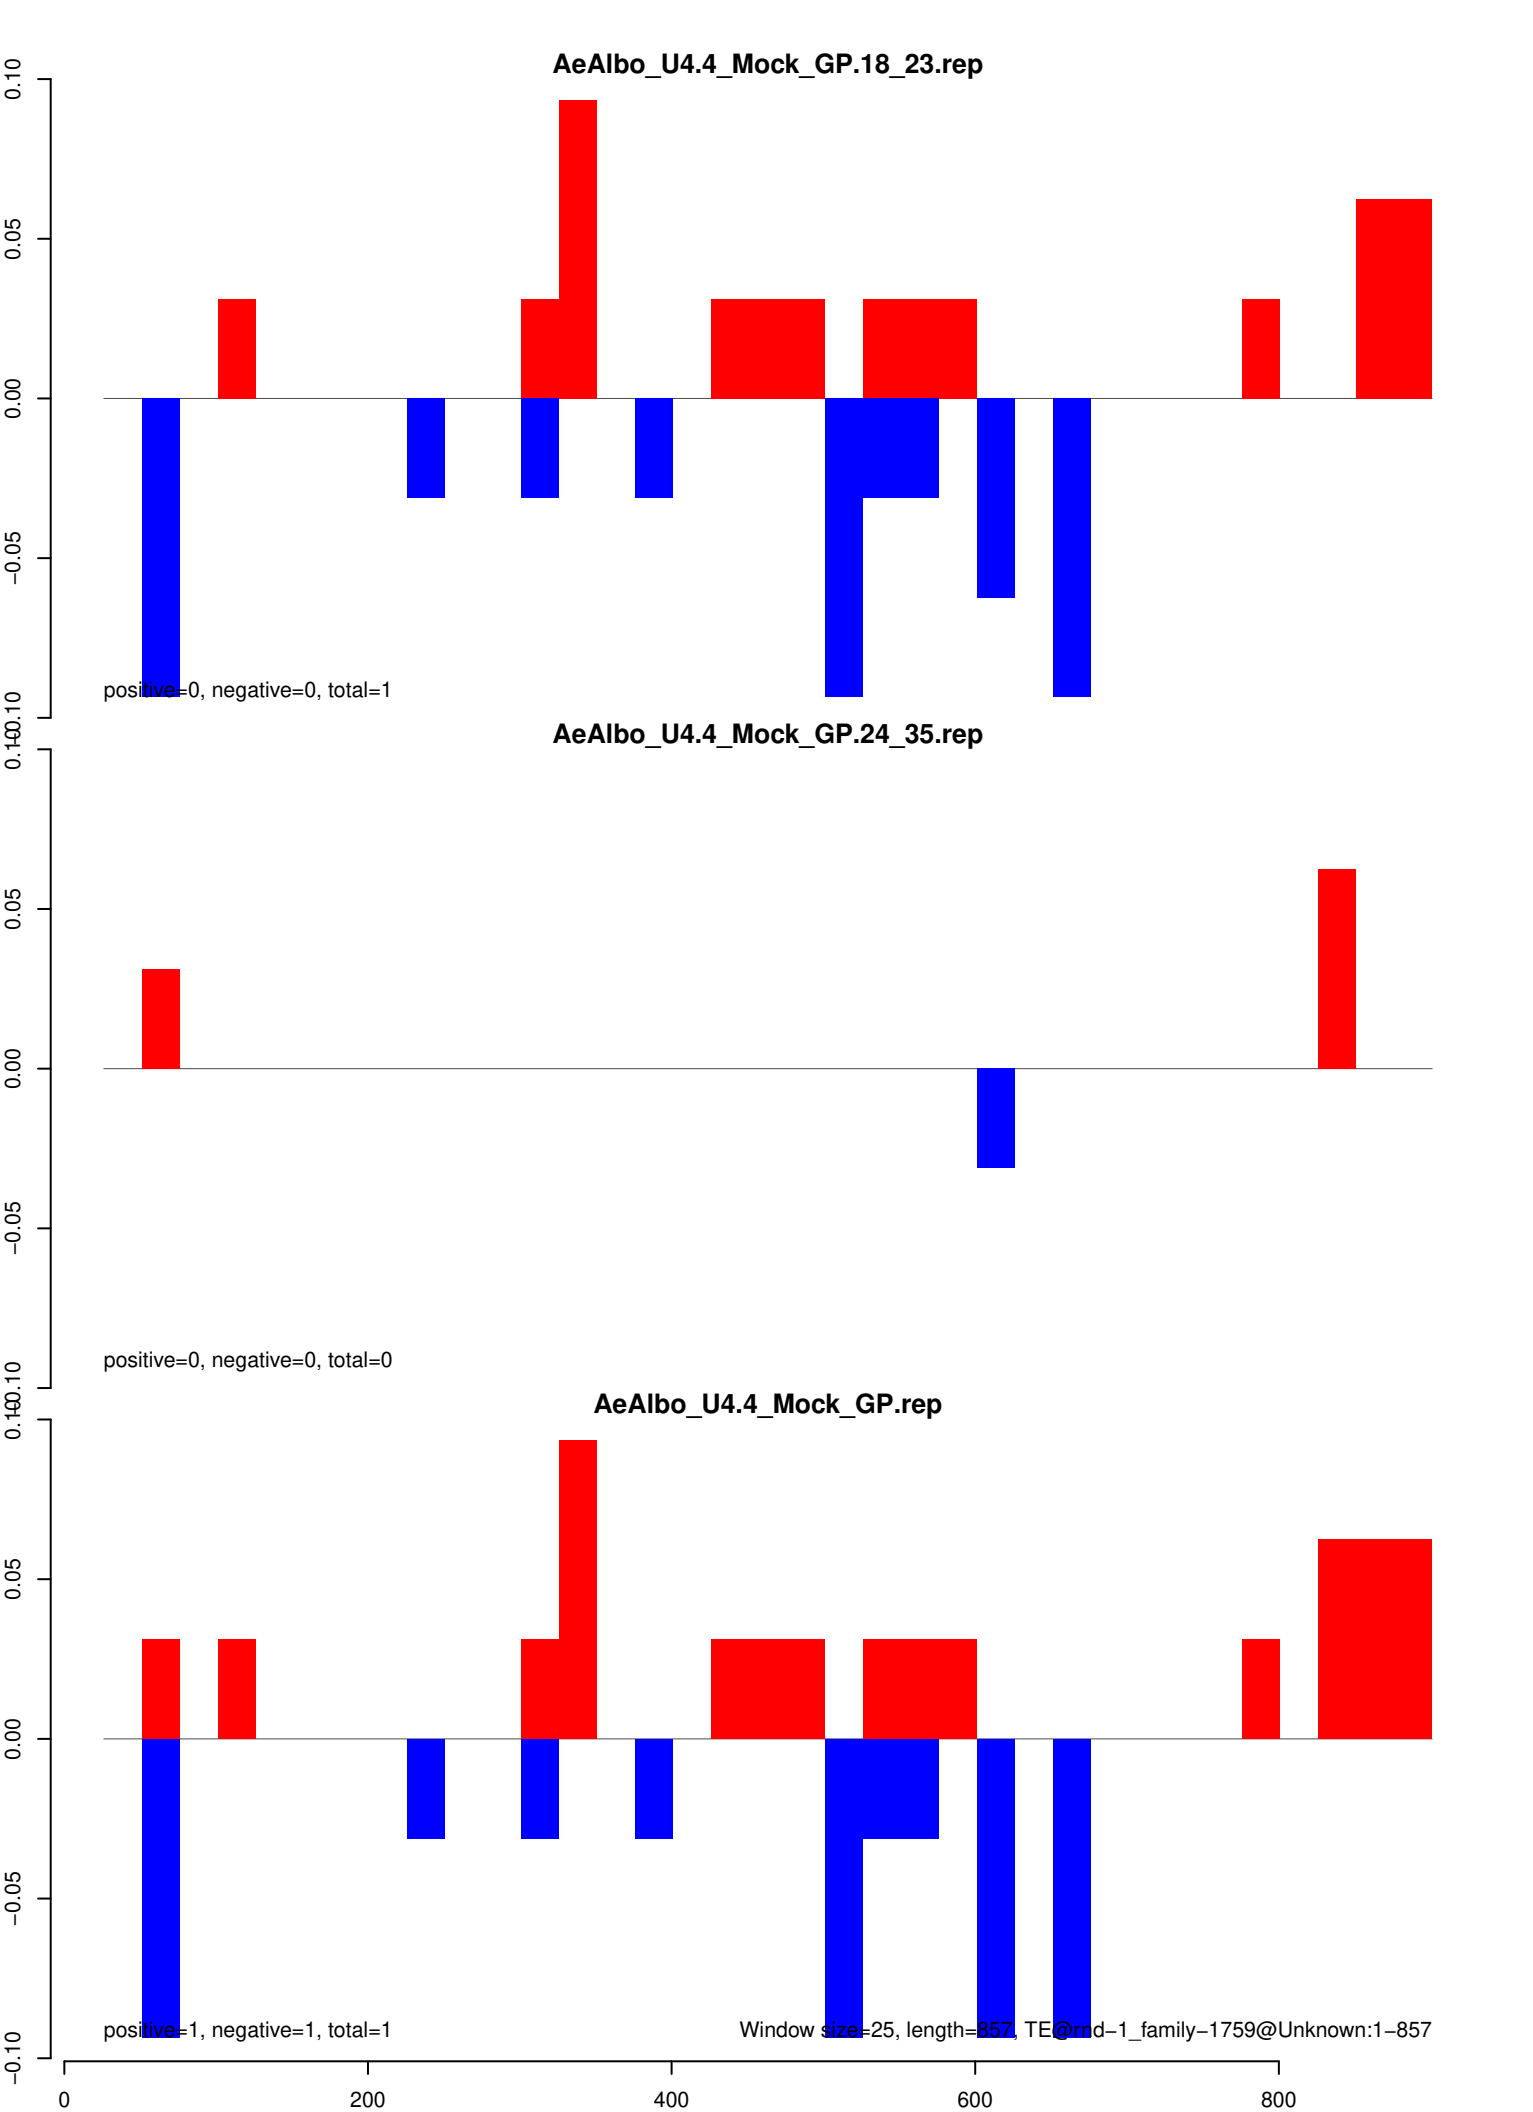 AeAlbo_U4.4_Mock_GP.18_23.rep
0.10
0.05
0.00
−0.05
−0.10
positive=0, negative=0, total=1
AeAlbo_U4.4_Mock_GP.24_35.rep
0.10
0.05
0.00
−0.05
−0.10
positive=0, negative=0, total=0
AeAlbo_U4.4_Mock_GP.rep
0.10
0.05
0.00
−0.05
−0.10
positive=1, negative=1, total=1
Window size=25, length=857, TE@rnd−1_family−1759@Unknown:1−857
0 200 400 600 800